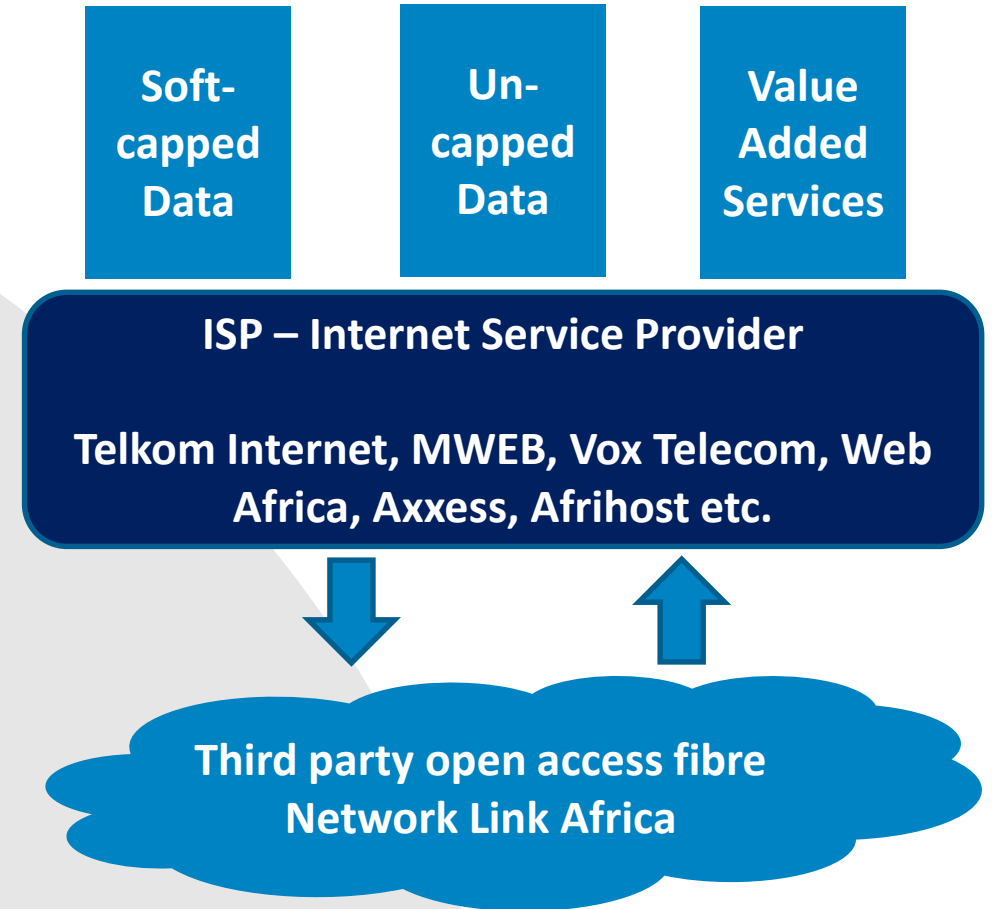 Soft-
capped
Data
Un-
capped
Data
Value
Added
Services
ISP – Internet Service Provider
Telkom Internet, MWEB, Vox Telecom, Web
Africa, Axxess, Afrihost etc.
Third party open access fibre
Network Link Africa